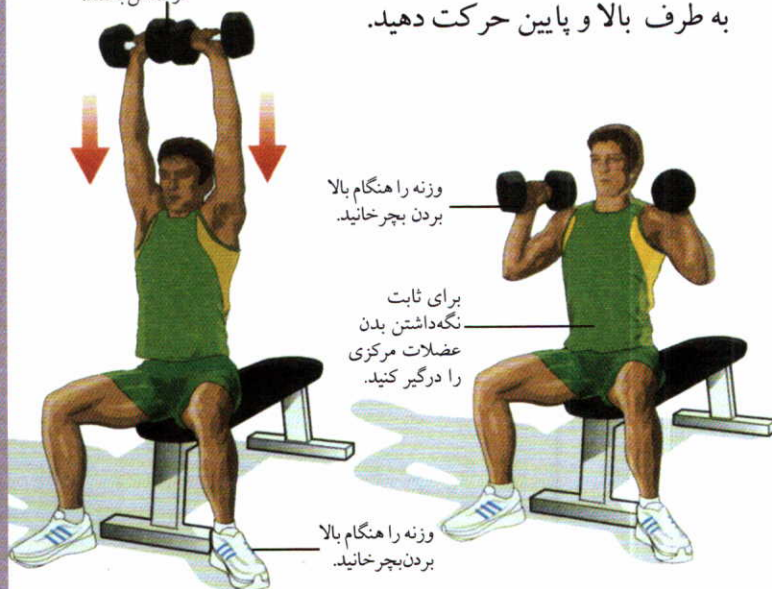 به طرف بالا و پایین حرکت دهید.
وزنه را هنگام بالا
بردن بچرخانید.
برای ثابت
نگه‌داشتن بدن
عضلات مرکزی
را درگیر کنید.
وزنه را هنگام بالا
بردن‌بچرخانید.